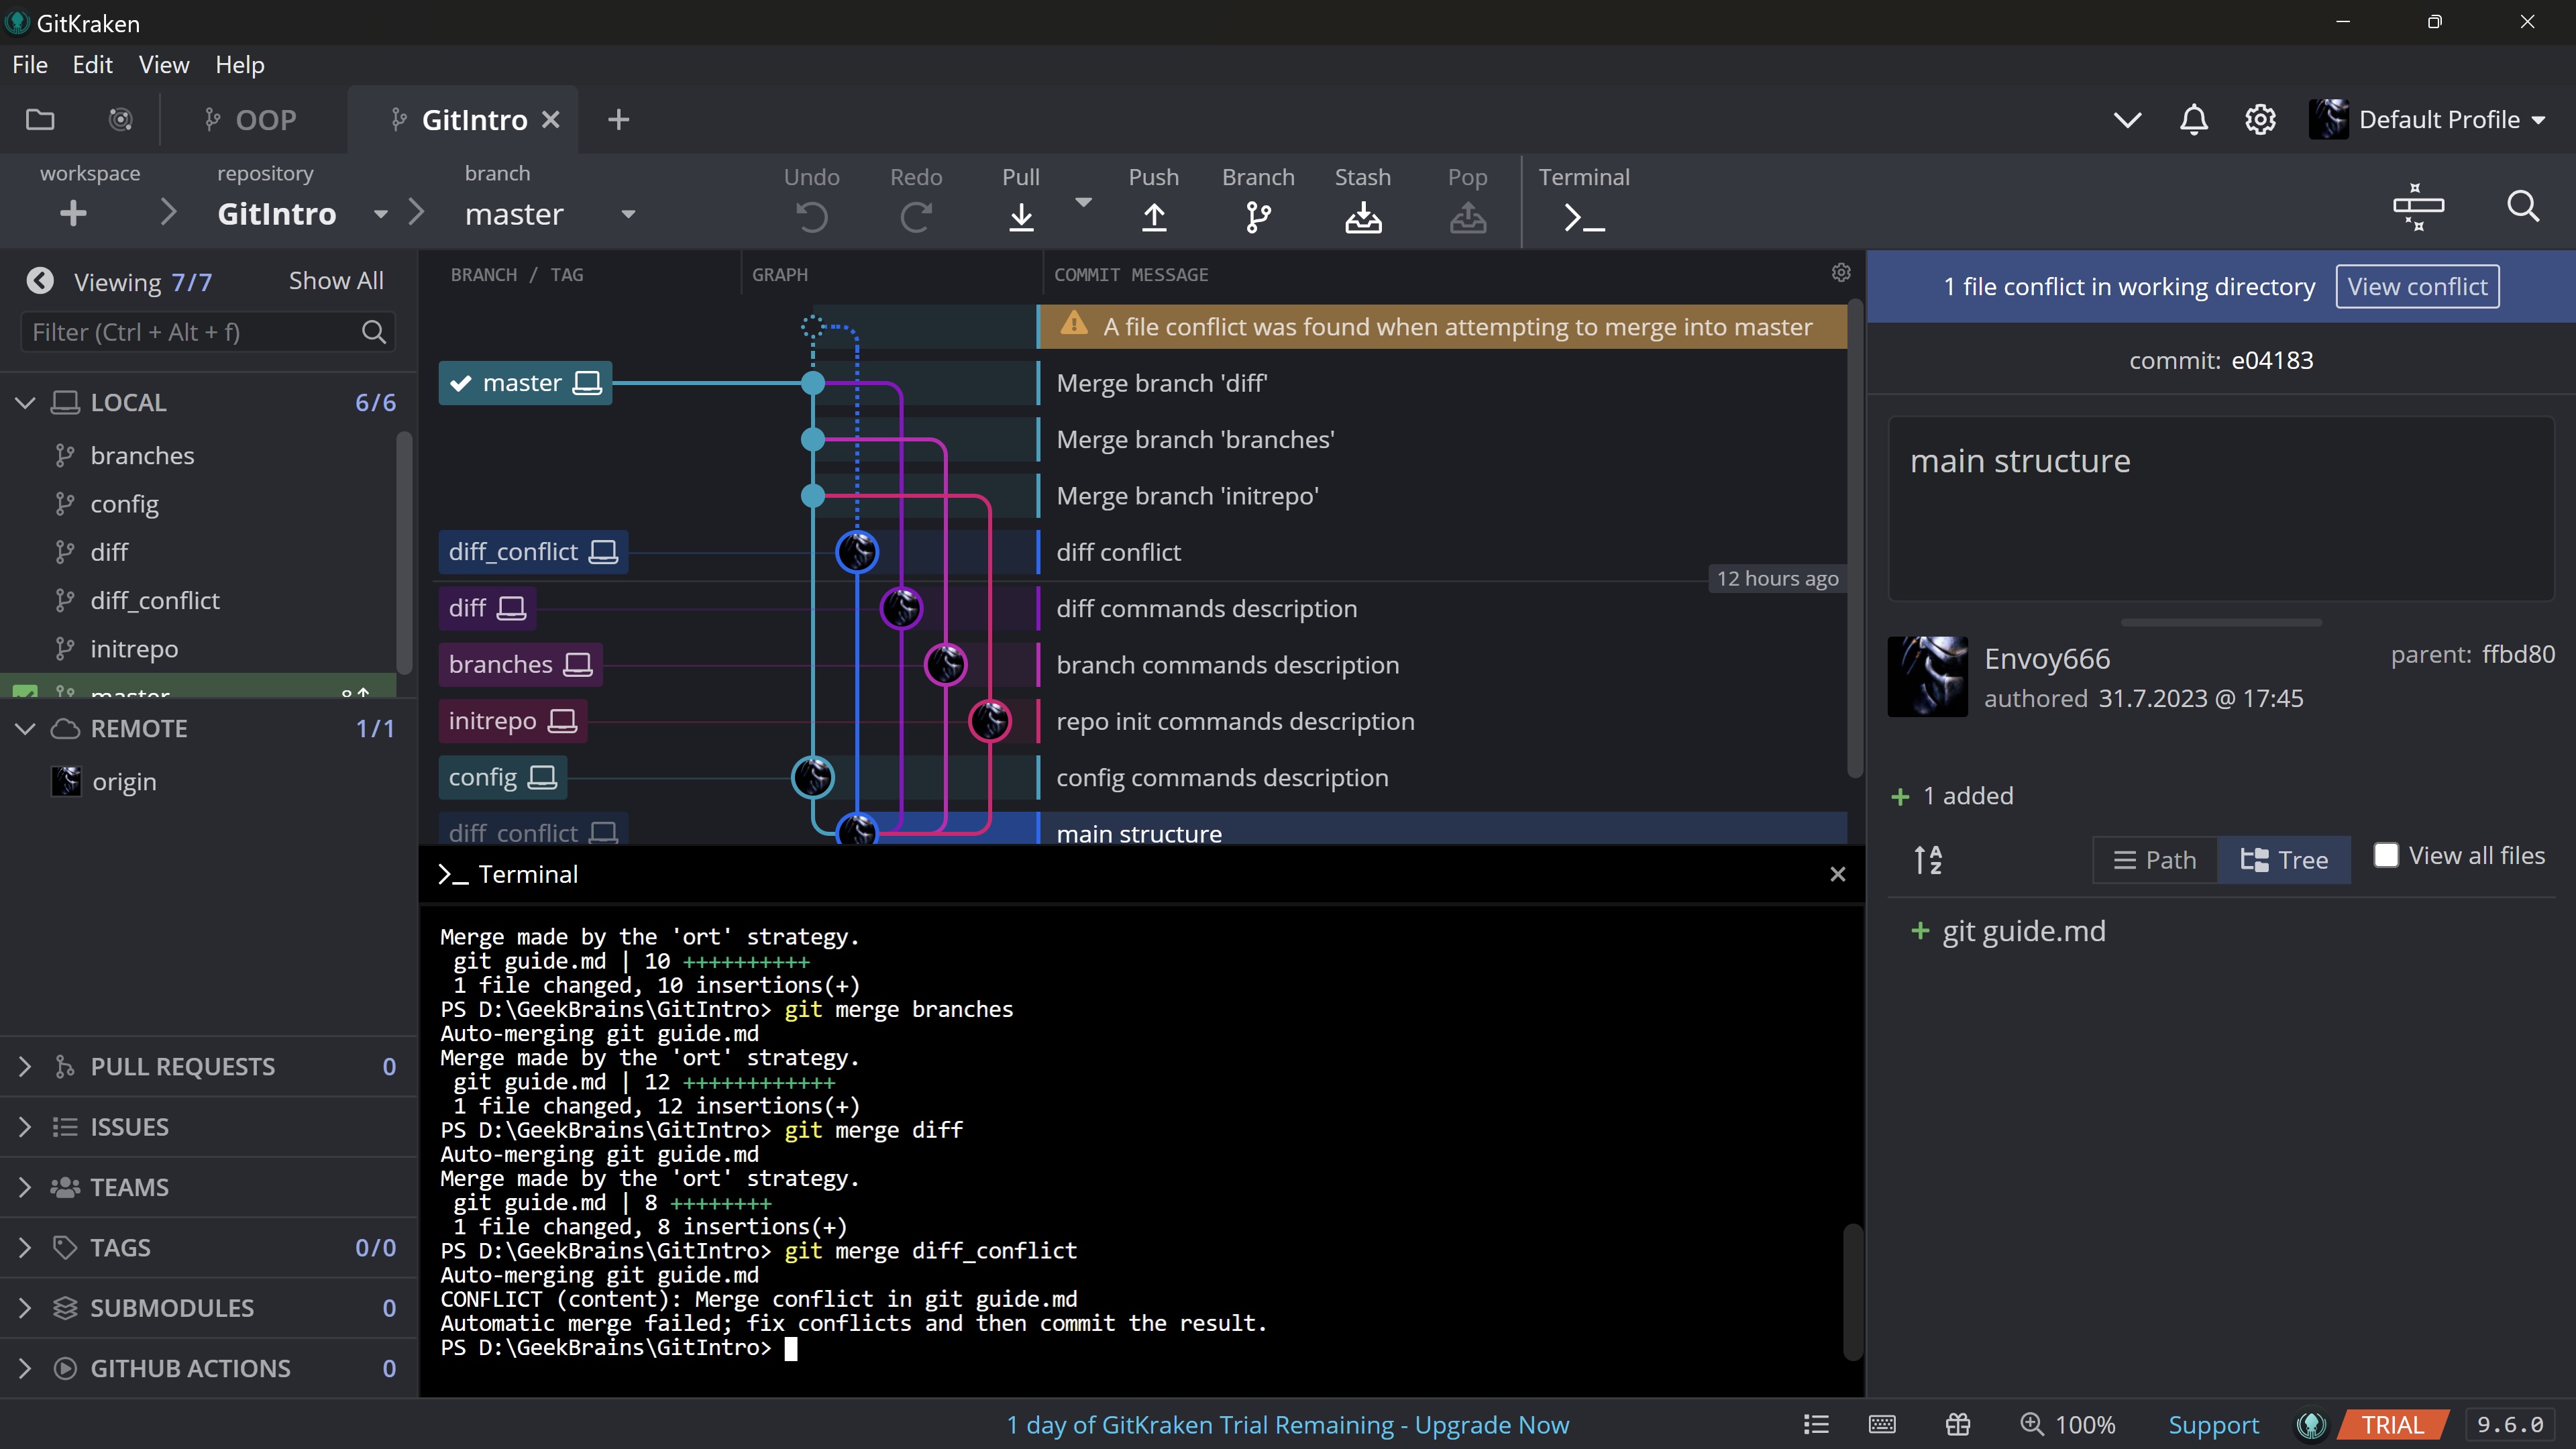 GitKraken
File Edit View Help
OOP GitIntro
Default Profile
workspace repository branch
GitIntro master
Undo Redo Pull Push Branch Stash Pop Terminal
Viewing 7/7 Show All
Filter (Ctrl + Alt + f)
LOCAL 6/6
branches
config
diff
diff_conflict
initrepo
master 8↑
REMOTE 1/1
origin
PULL REQUESTS 0
ISSUES
TEAMS
TAGS 0/0
SUBMODULES 0
GITHUB ACTIONS 0
BRANCH / TAG GRAPH COMMIT MESSAGE
A file conflict was found when attempting to merge into master
master Merge branch 'diff'
Merge branch 'branches'
Merge branch 'initrepo'
diff_conflict diff conflict
12 hours ago
diff diff commands description
branches branch commands description
initrepo repo init commands description
config config commands description
diff_conflict main structure
>_ Terminal
Merge made by the 'ort' strategy.
git guide.md | 10 ++++++++++
1 file changed, 10 insertions(+)
PS D:\GeekBrains\GitIntro> git merge branches
Auto-merging git guide.md
Merge made by the 'ort' strategy.
git guide.md | 12 ++++++++++++
1 file changed, 12 insertions(+)
PS D:\GeekBrains\GitIntro> git merge diff
Auto-merging git guide.md
Merge made by the 'ort' strategy.
git guide.md | 8 ++++++++
1 file changed, 8 insertions(+)
PS D:\GeekBrains\GitIntro> git merge diff_conflict
Auto-merging git guide.md
CONFLICT (content): Merge conflict in git guide.md
Automatic merge failed; fix conflicts and then commit the result.
PS D:\GeekBrains\GitIntro>
1 file conflict in working directory View conflict
commit: e04183
main structure
Envoy666 parent: ffbd80
authored 31.7.2023 @ 17:45
+ 1 added
A Z Path Tree View all files
+ git guide.md
1 day of GitKraken Trial Remaining - Upgrade Now
100% Support TRIAL 9.6.0